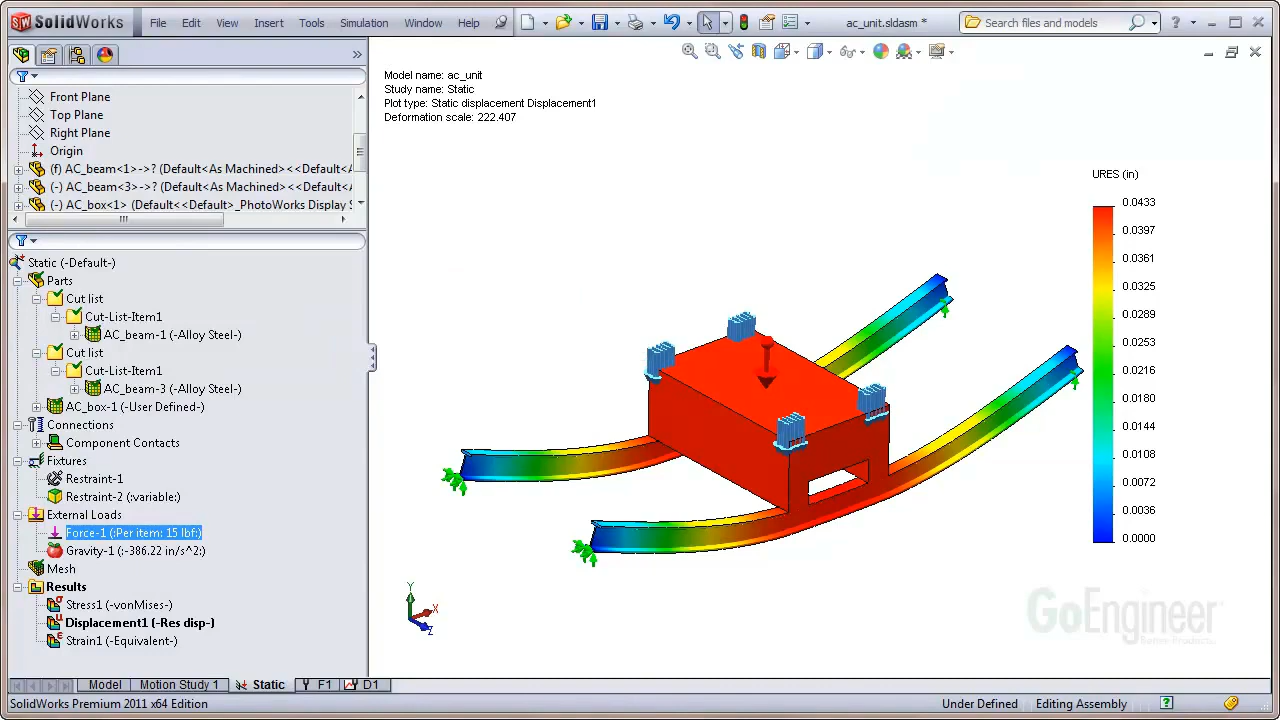 SolidWorks File Edit View Insert Tools Simulation Window Help ac_unit.sldasm * Search files and models
Front Plane
Top Plane
Right Plane
Origin
(f) AC_beam<1>->? (Default<As Machined><<Default<A
(-) AC_beam<3>->? (Default<As Machined><<Default<A
(-) AC_box<1> (Default<<Default>_PhotoWorks Display S
Static (-Default-)
Parts
Cut list
Cut-List-Item1
AC_beam-1 (-Alloy Steel-)
Cut list
Cut-List-Item1
AC_beam-3 (-Alloy Steel-)
AC_box-1 (-User Defined-)
Connections
Component Contacts
Fixtures
Restraint-1
Restraint-2 (:variable:)
External Loads
Force-1 (:Per item: 15 lbf:)
Gravity-1 (:-386.22 in/s^2:)
Mesh
Results
Stress1 (-vonMises-)
Displacement1 (-Res disp-)
Strain1 (-Equivalent-)
Model name: ac_unit
Study name: Static
Plot type: Static displacement Displacement1
Deformation scale: 222.407
URES (in)
0.0433
0.0397
0.0361
0.0325
0.0289
0.0252
0.0216
0.0180
0.0144
0.0108
0.0072
0.0036
0.0000
Y
X
Z
GoEngineer
Model Motion Study 1 Static F1 D1
SolidWorks Premium 2011 x64 Edition Under Defined Editing Assembly